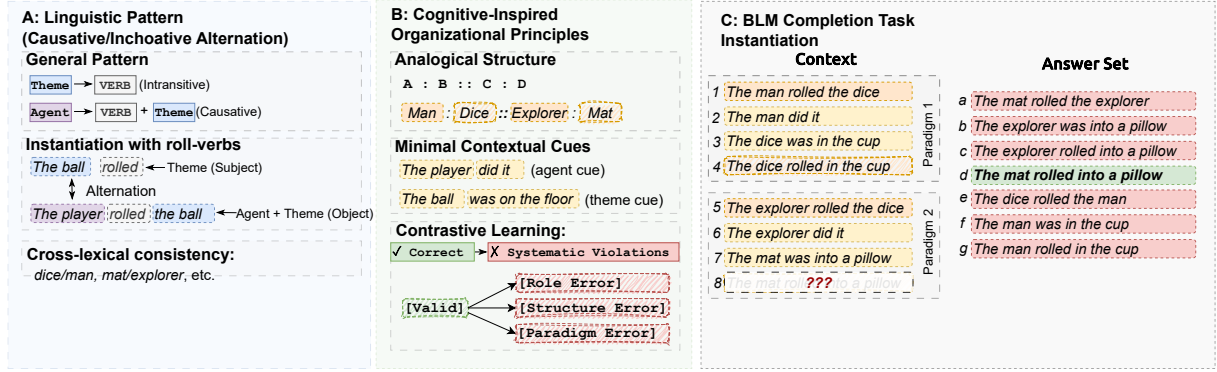 A: Linguistic Pattern
(Causative/Inchoative Alternation)
General Pattern
Theme VERB (Intransitive)
Agent VERB + Theme (Causative)
Instantiation with roll-verbs
The ball rolled Theme (Subject)
Alternation
The player rolled the ball Agent + Theme (Object)
Cross-lexical consistency:
dice/man, mat/explorer, etc.
B: Cognitive-Inspired
Organizational Principles
Analogical Structure
A : B :: C : D
Man : Dice :: Explorer : Mat
Minimal Contextual Cues
The player did it (agent cue)
The ball was on the floor (theme cue)
Contrastive Learning:
✓ Correct ✗ Systematic Violations
[Role Error]
[Valid] [Structure Error]
[Paradigm Error]
C: BLM Completion Task
Instantiation
Context
1 The man rolled the dice
2 The man did it
3 The dice was in the cup
4 The dice rolled in the cup
Paradigm 1
5 The explorer rolled the dice
6 The explorer did it
7 The mat was into a pillow
8 The mat rolled into a pillow
???
Paradigm 2
Answer Set
a The mat rolled the explorer
b The explorer was into a pillow
c The explorer rolled into a pillow
d The mat rolled into a pillow
e The dice rolled the man
f The man was in the cup
g The man rolled in the cup